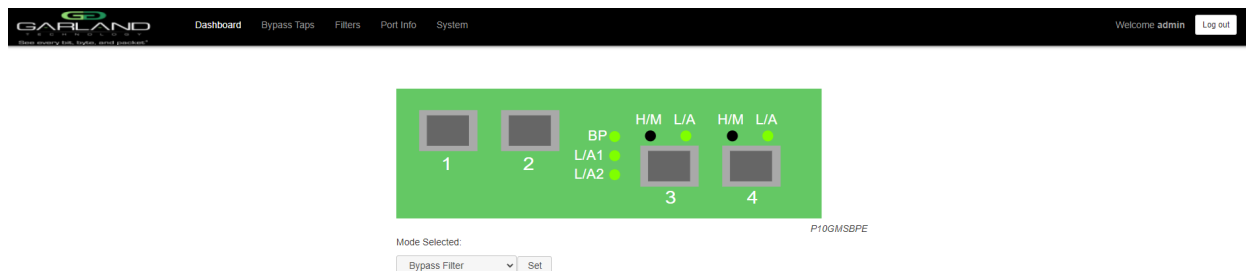 GARLAND
TECHNOLOGY
See every bit, byte, and packet®
Dashboard Bypass Taps Filters Port Info System
Welcome admin Log out
H/M L/A H/M L/A
BP
L/A1
L/A2
1 2
3 4
P10GMSBPE
Mode Selected:
Bypass Filter Set